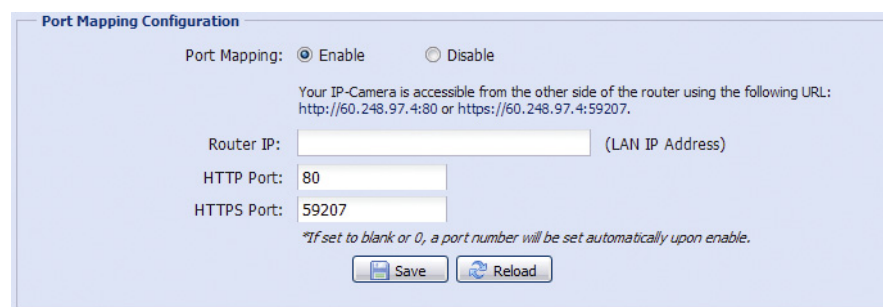 Port Mapping Configuration
Port Mapping: Enable Disable
Your IP-Camera is accessible from the other side of the router using the following URL:
http://60.248.97.4:80 or https://60.248.97.4:59207.
Router IP: (LAN IP Address)
HTTP Port: 80
HTTPS Port: 59207
*If set to blank or 0, a port number will be set automatically upon enable.
Save Reload